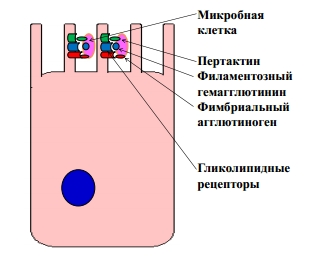 Микробная
клетка
Пертактин
Филаментозный
гемагглютинин
Фимбриальный
агглютиноген
Гликолипидные
рецепторы